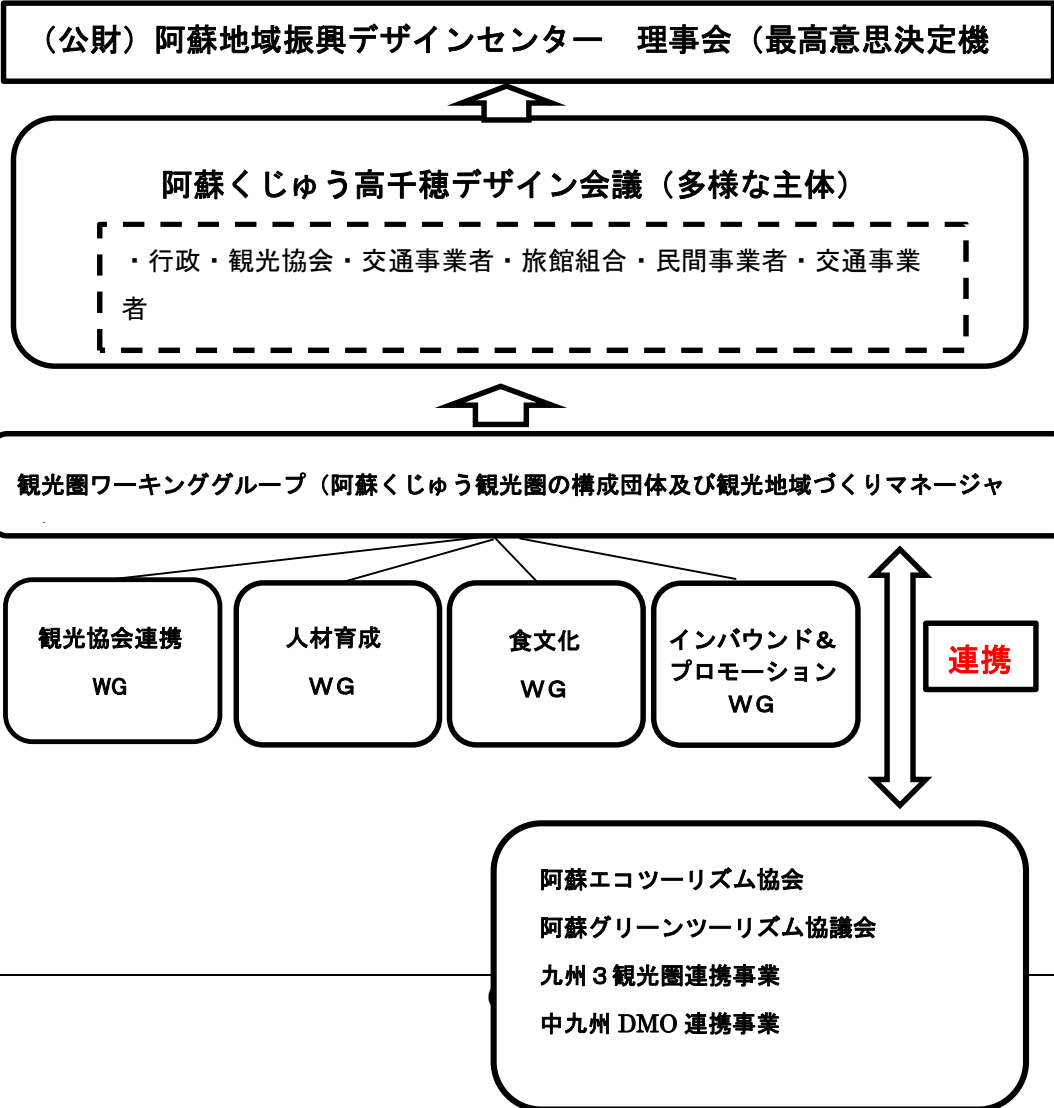 （公財）阿蘇地域振興デザインセンター　理事会（最高意思決定機
阿蘇くじゅう高千穂デザイン会議（多様な主体）
・行政・観光協会・交通事業者・旅館組合・民間事業者・交通事業
者
観光圏ワーキンググループ（阿蘇くじゅう観光圏の構成団体及び観光地域づくりマネージャ
観光協会連携
WG
人材育成
ＷＧ
食文化
ＷＧ
インバウンド＆
プロモーション
ＷＧ
連携
阿蘇エコツーリズム協会
阿蘇グリーンツーリズム協議会
九州３観光圏連携事業
中九州 DMO 連携事業